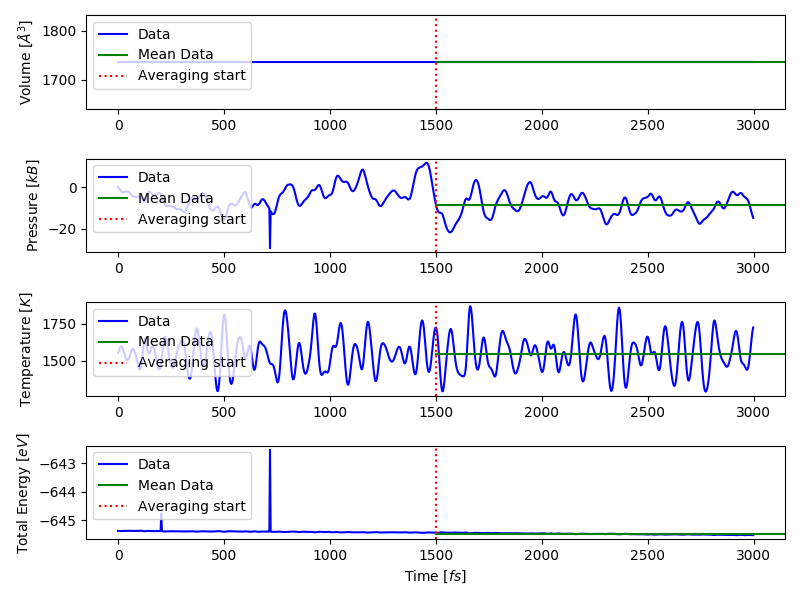 Volume [Å³]
1800
1700
Data
Mean Data
Averaging start
0 500 1000 1500 2000 2500 3000
Pressure [kB]
0
−20
Data
Mean Data
Averaging start
0 500 1000 1500 2000 2500 3000
Temperature [K]
1750
1500
Data
Mean Data
Averaging start
0 500 1000 1500 2000 2500 3000
Total Energy [eV]
−643
−644
−645
Data
Mean Data
Averaging start
0 500 1000 1500 2000 2500 3000
Time [fs]